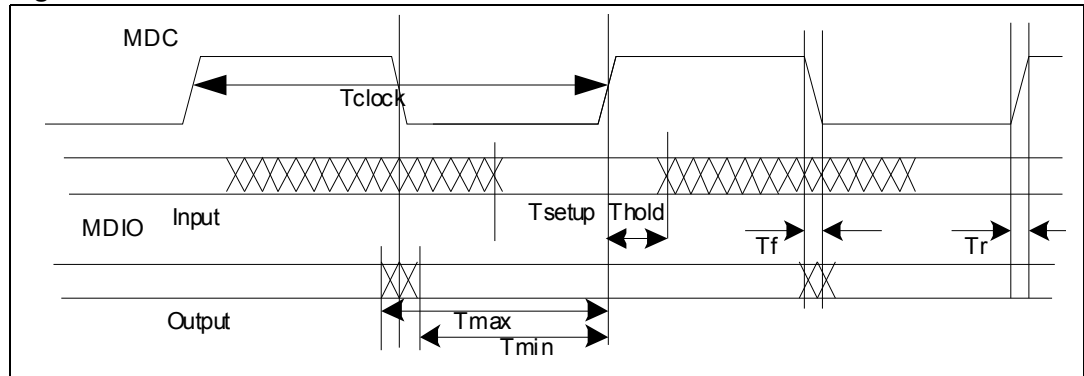 MDC
Tclock
Input
Tsetup Thold
MDIO
Tf
Tr
Output
Tmax
Tmin